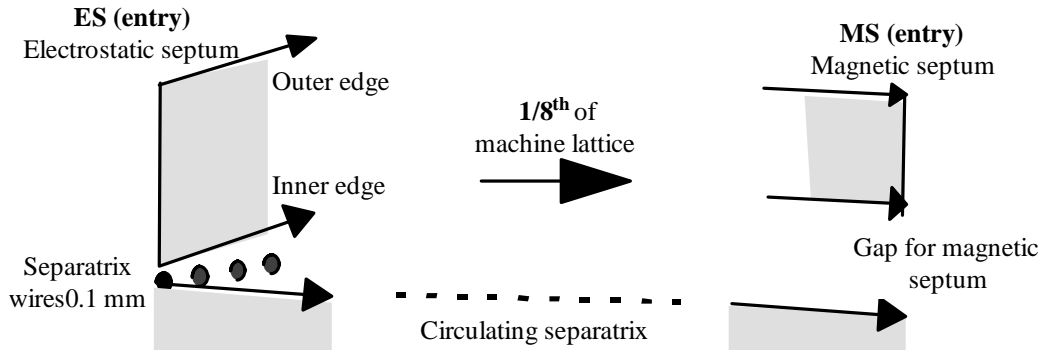 ES (entry)
Electrostatic septum
Outer edge
Inner edge
Separatrix
wires0.1 mm
1/8th of
machine lattice
Circulating separatrix
MS (entry)
Magnetic septum
Gap for magnetic
septum